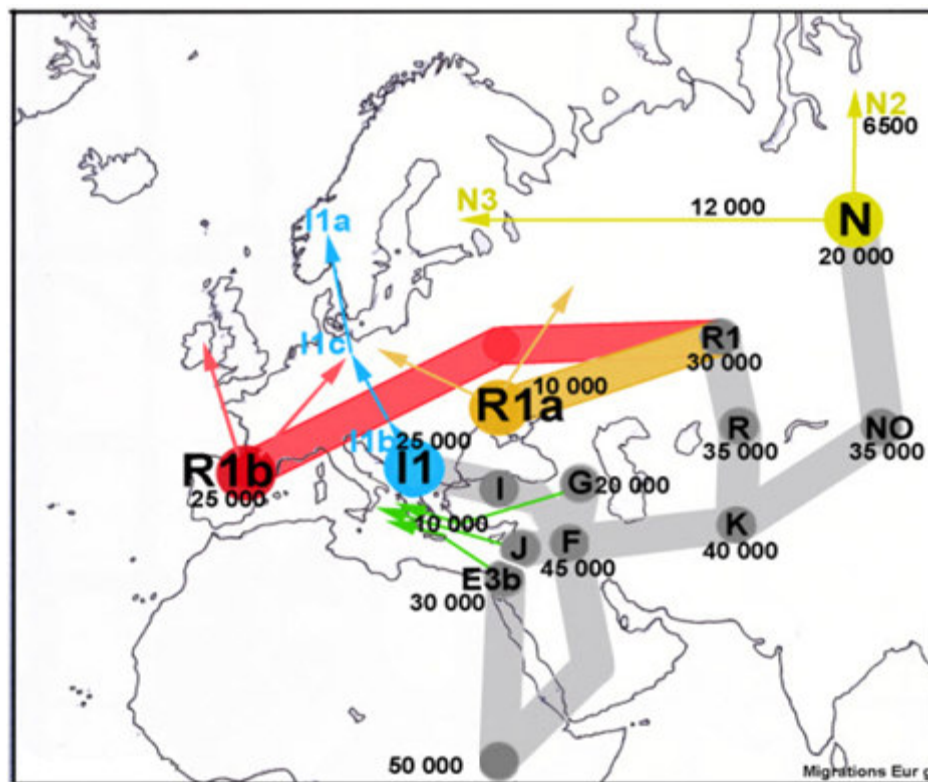 N2
6500
N3
12 000
N
20 000
I1a
I1c
R1
30 000
10 000
R1a
R
35 000
NO
35 000
I1b
25 000
I1
R1b
25 000
I
G
20 000
10 000
J
F
45 000
K
40 000
E3b
30 000
50 000
Migrations Eur g